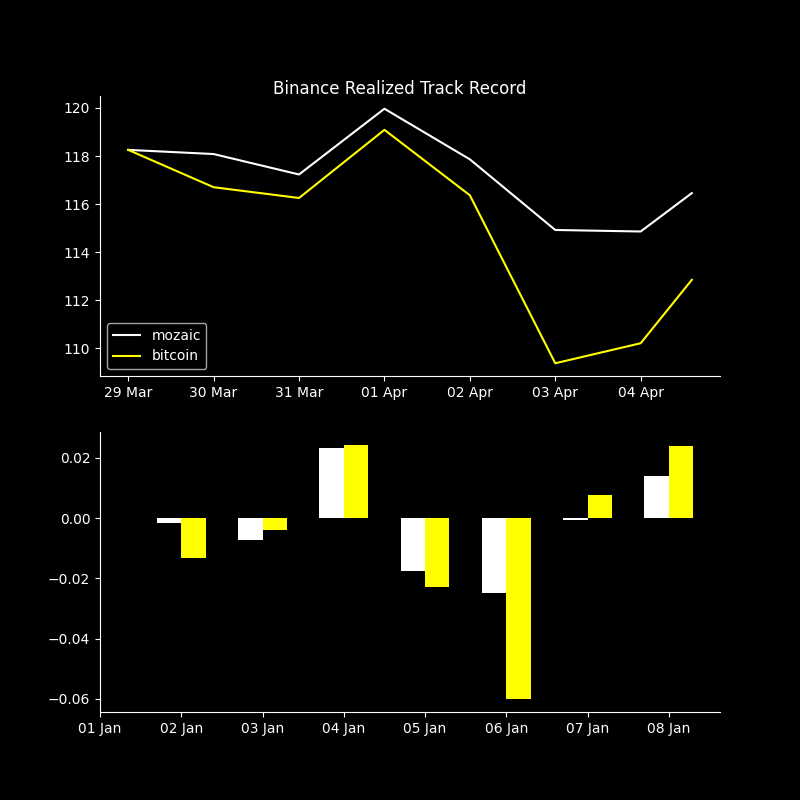 Binance Realized Track Record
120
118
116
114
112
110
mozaic
bitcoin
29 Mar 30 Mar 31 Mar 01 Apr 02 Apr 03 Apr 04 Apr
0.02
0.00
−0.02
−0.04
−0.06
01 Jan 02 Jan 03 Jan 04 Jan 05 Jan 06 Jan 07 Jan 08 Jan